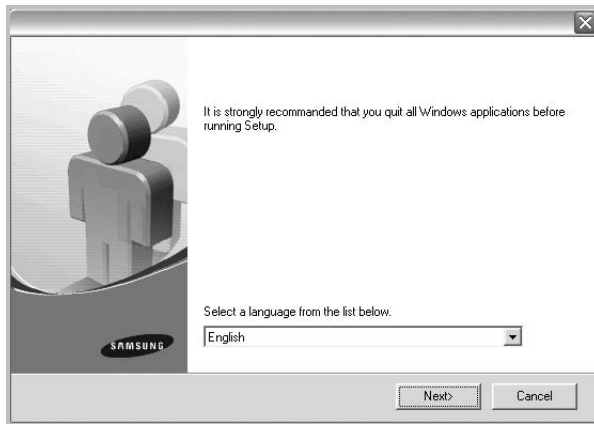 It is strongly recommanded that you quit all Windows applications before
running Setup.
Select a language from the list below.
English
SAMSUNG
Next>
Cancel